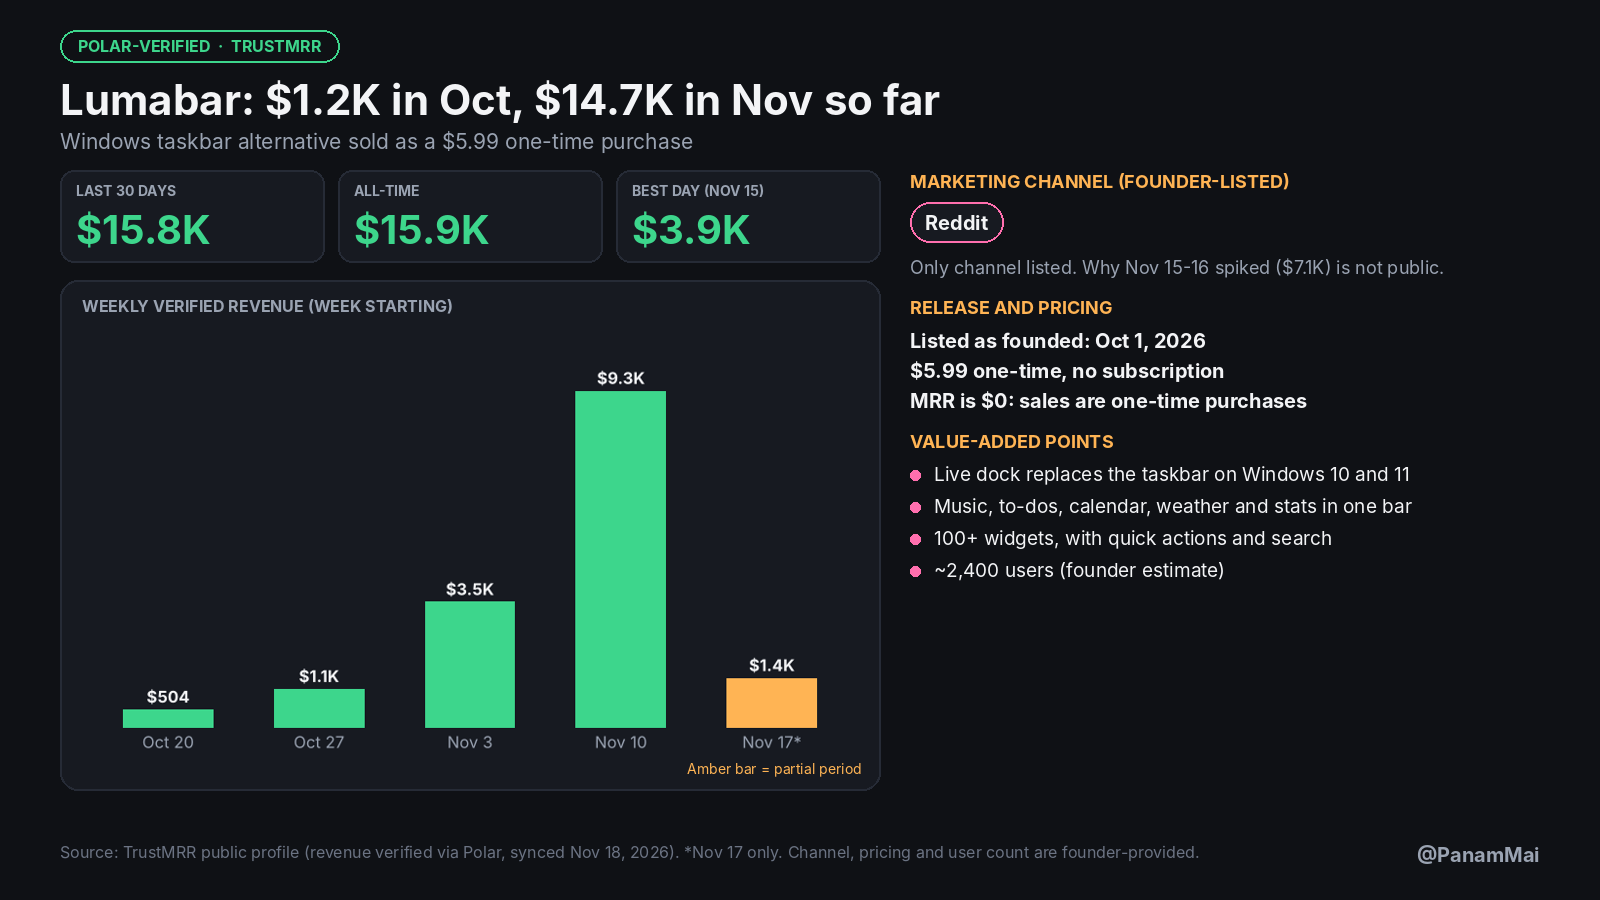 POLAR-VERIFIED · TRUSTMRR
Lumabar: $1.2K in Oct, $14.7K in Nov so far
Windows taskbar alternative sold as a $5.99 one-time purchase
LAST 30 DAYS
$15.8K
ALL-TIME
$15.9K
BEST DAY (NOV 15)
$3.9K
WEEKLY VERIFIED REVENUE (WEEK STARTING)
$504
$1.1K
$3.5K
$9.3K
$1.4K
Oct 20
Oct 27
Nov 3
Nov 10
Nov 17*
Amber bar = partial period
MARKETING CHANNEL (FOUNDER-LISTED)
Reddit
Only channel listed. Why Nov 15-16 spiked ($7.1K) is not public.
RELEASE AND PRICING
Listed as founded: Oct 1, 2026
$5.99 one-time, no subscription
MRR is $0: sales are one-time purchases
VALUE-ADDED POINTS
Live dock replaces the taskbar on Windows 10 and 11
Music, to-dos, calendar, weather and stats in one bar
100+ widgets, with quick actions and search
~2,400 users (founder estimate)
Source: TrustMRR public profile (revenue verified via Polar, synced Nov 18, 2026). *Nov 17 only. Channel, pricing and user count are founder-provided.
@PanamMai